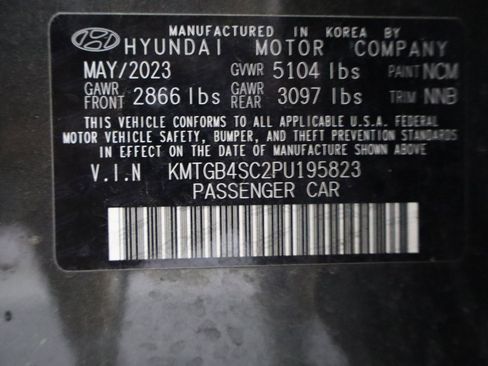 MANUFACTURED IN KOREA BY
HYUNDAI MOTOR COMPANY
MAY/2023 GVWR 5104 lbs PAINT NCM
GAWR FRONT 2866 lbs GAWR REAR 3097 lbs TRIM NNB
THIS VEHICLE CONFORMS TO ALL APPLICABLE U.S.A. FEDERAL
MOTOR VEHICLE SAFETY, BUMPER, AND THEFT PREVENTION STANDARDS
IN EFFECT ON THE DATE OF MANUFACTURE SHOWN ABOVE.
V.I.N KMTGB4SC2PU195823
PASSENGER CAR